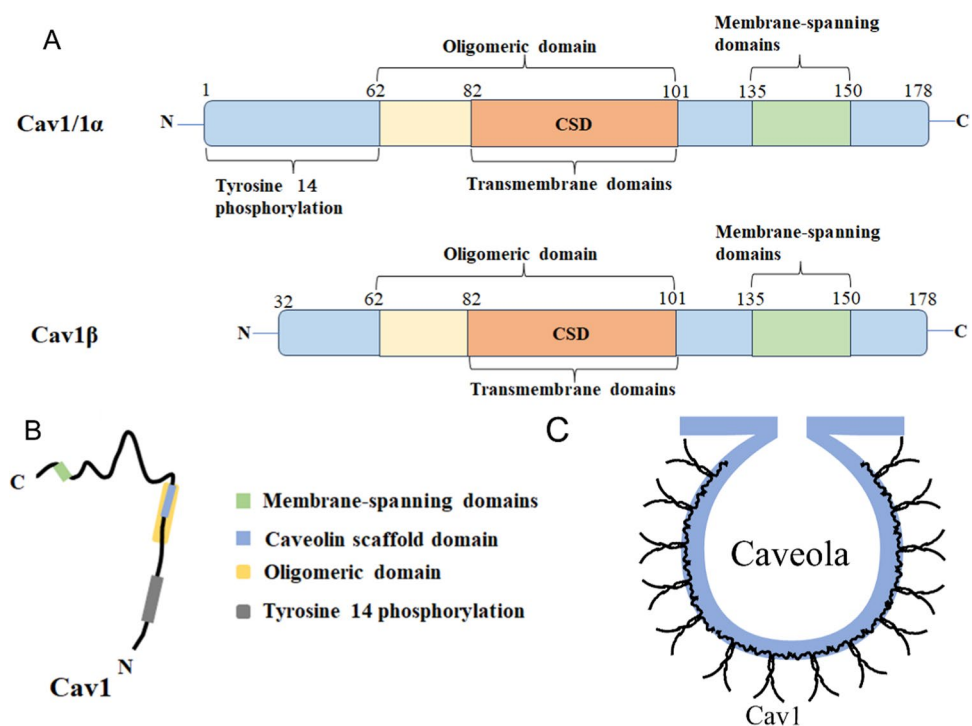 A
Oligomeric domain
Membrane-spanning
domains
1
62
82
101
135
150
178
Cav1/1α
N
CSD
C
Tyrosine 14
phosphorylation
Transmembrane domains
Membrane-spanning
domains
Oligomeric domain
32
62
82
101
135
150
178
Cav1β
N
CSD
C
Transmembrane domains
B
C
N
Cav1
Membrane-spanning domains
Caveolin scaffold domain
Oligomeric domain
Tyrosine 14 phosphorylation
C
Caveola
Cav1